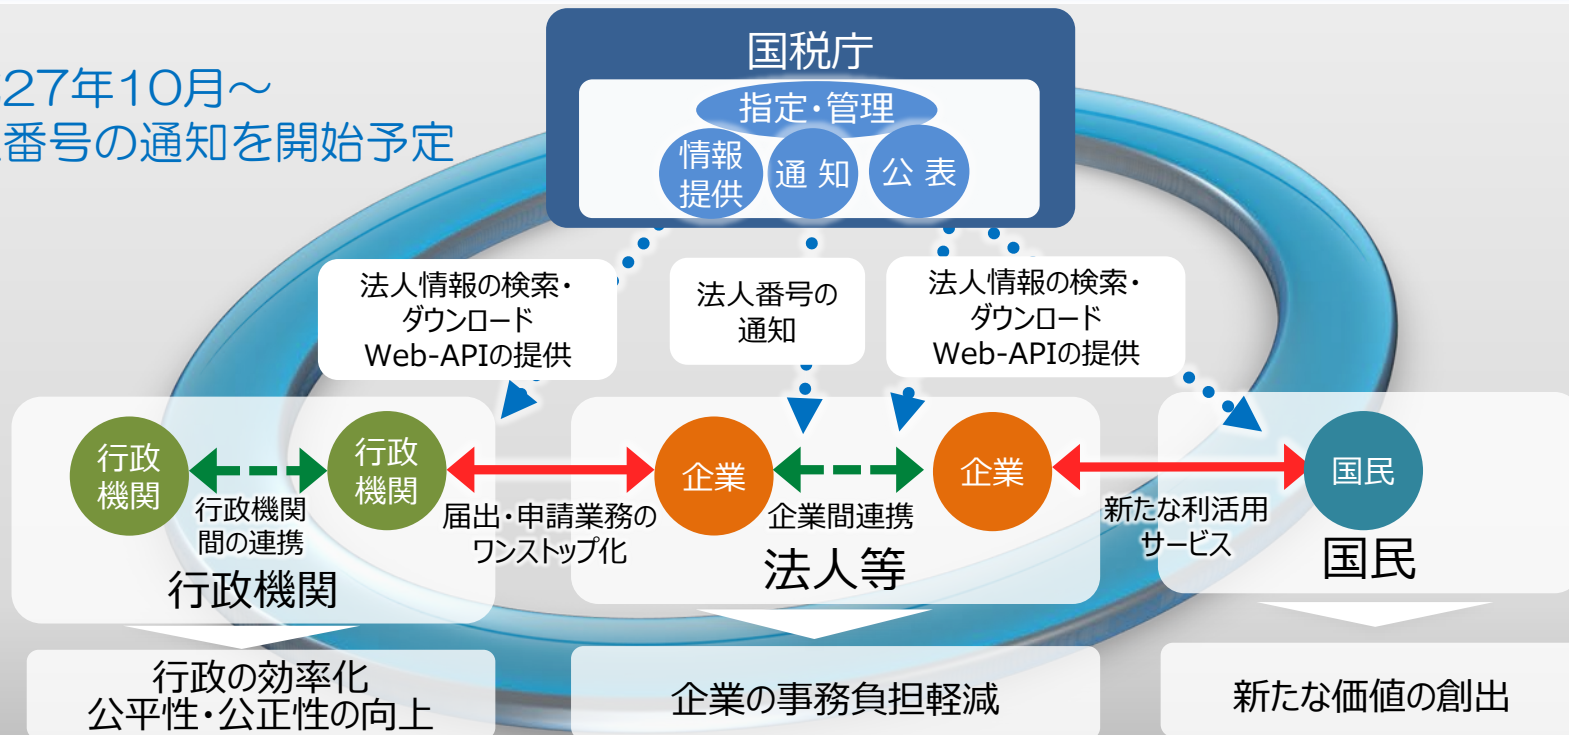 27年10月～
番号の通知を開始予定
国税庁
指定・管理
情報
提供
通 知
公 表
法人情報の検索・
ダウンロード
Web-APIの提供
法人番号の
通知
法人情報の検索・
ダウンロード
Web-APIの提供
行政
機関
行政
機関
企業
企業
国民
行政機関
間の連携
届出・申請業務の
ワンストップ化
企業間連携
新たな利活用
サービス
行政機関
法人等
国民
行政の効率化
公平性・公正性の向上
企業の事務負担軽減
新たな価値の創出